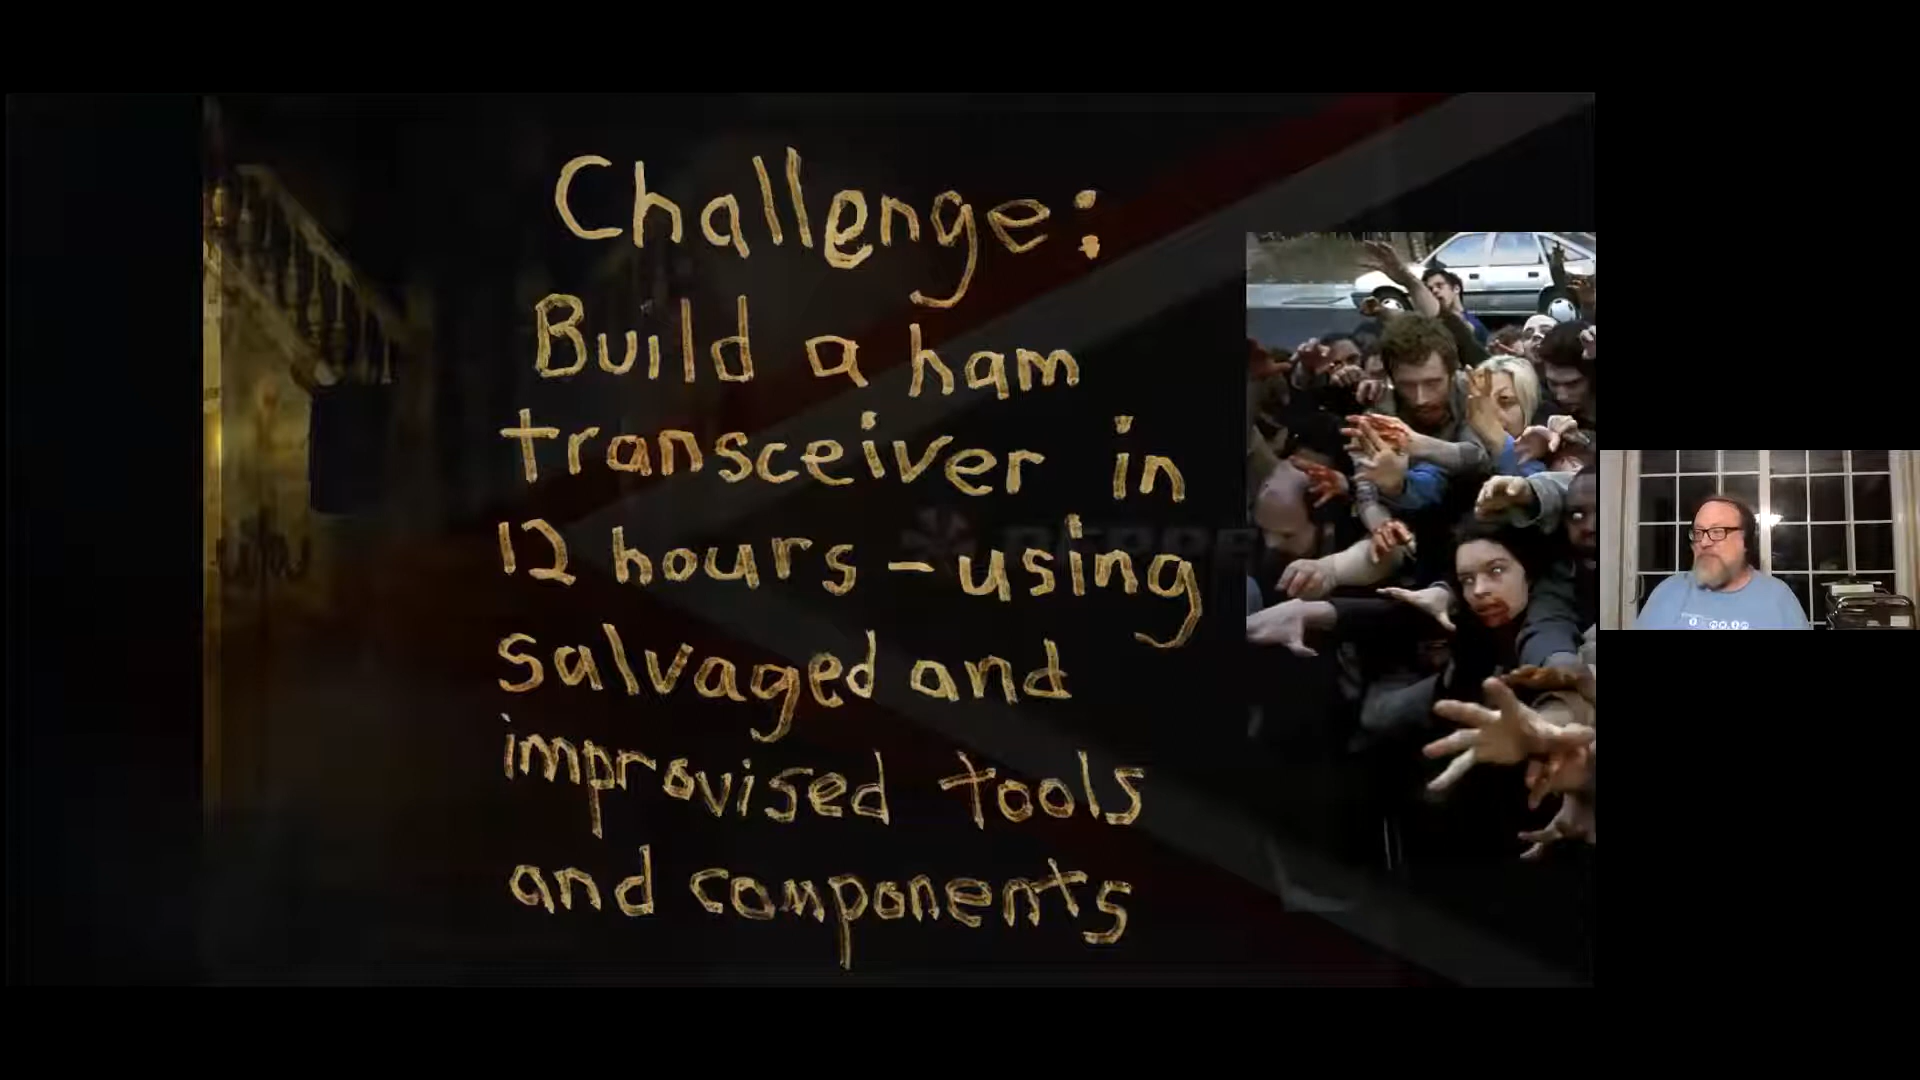 Challenge:
Build a ham
transceiver in
12 hours - using
salvaged and
improvised tools
and components